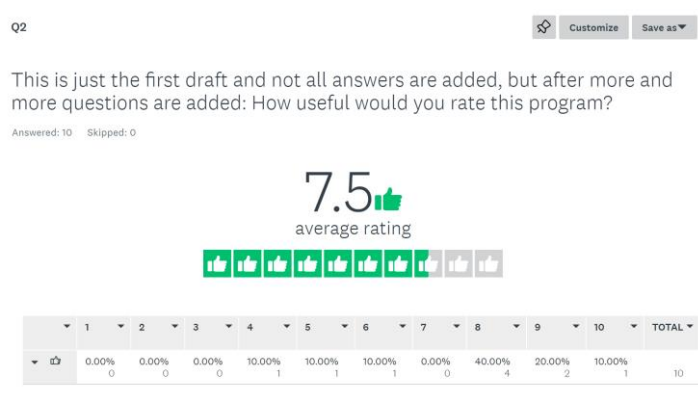 Q2
Customize
Save as
This is just the first draft and not all answers are added, but after more and
more questions are added: How useful would you rate this program?
Answered: 10 Skipped: 0
7.5
average rating
1 2 3 4 5 6 7 8 9 10 TOTAL
0.00% 0.00% 0.00% 10.00% 10.00% 10.00% 0.00% 40.00% 20.00% 10.00%
0 0 0 1 1 1 0 4 2 1 10